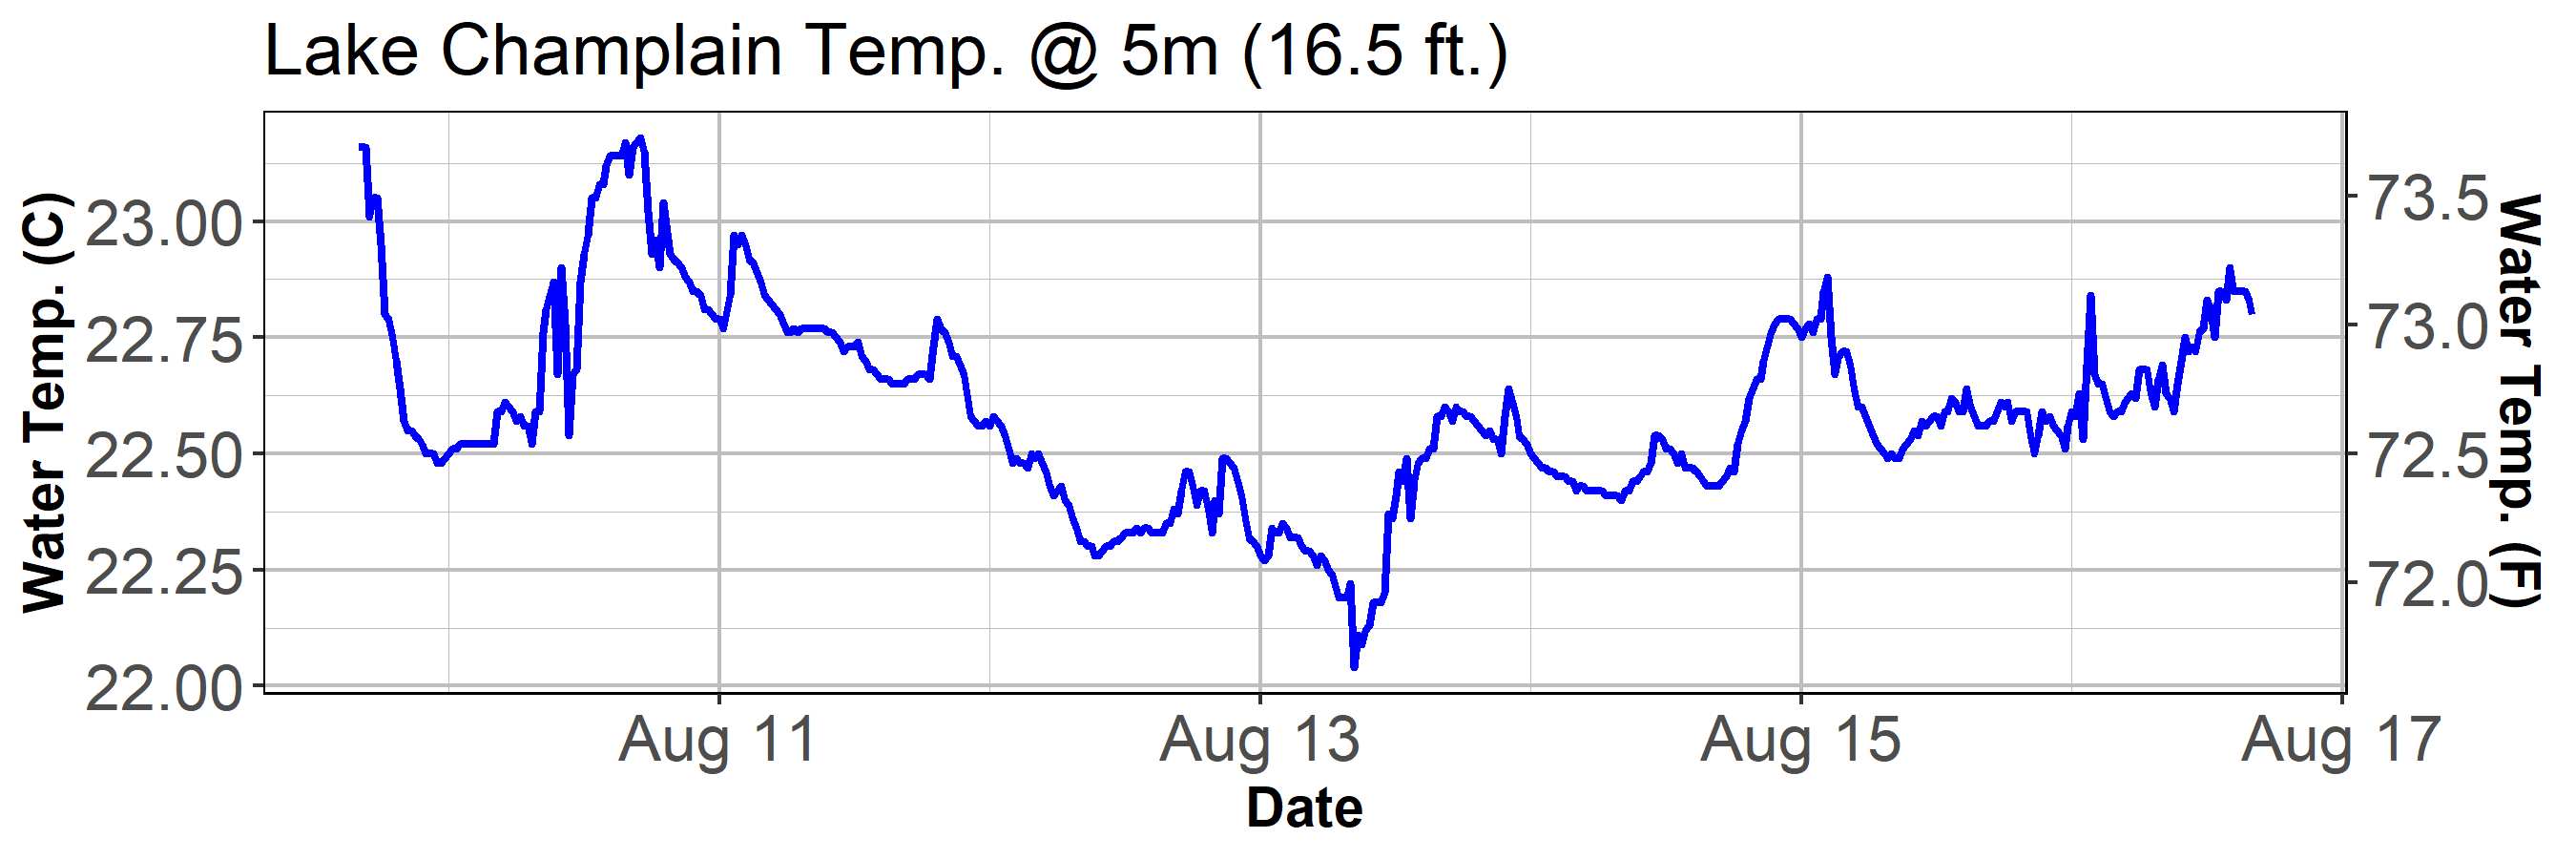 Lake Champlain Temp. @ 5m (16.5 ft.)
Water Temp. (C)
23.00
22.75
22.50
22.25
22.00
73.5
73.0
72.5
72.0
Water Temp. (F)
Aug 11
Aug 13
Aug 15
Aug 17
Date